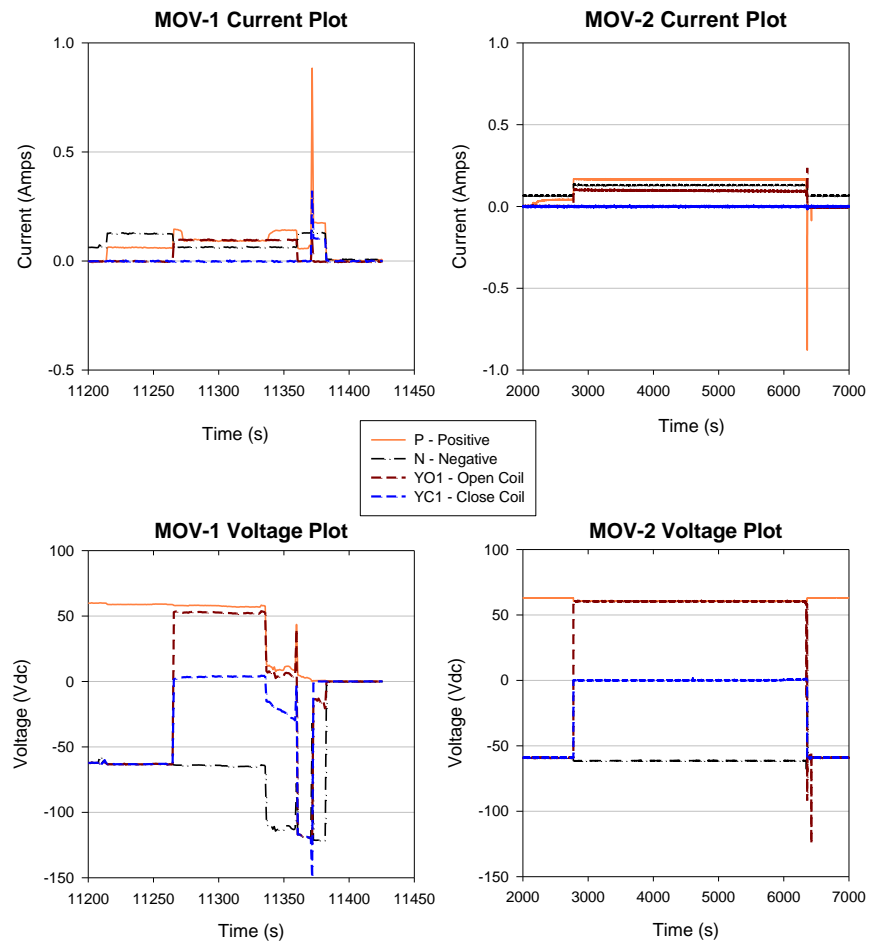 MOV-1 Current Plot
1.0
0.5
0.0
-0.5
Current (Amps)
11200 11250 11300 11350 11400 11450
Time (s)
MOV-2 Current Plot
1.0
0.5
0.0
-0.5
-1.0
Current (Amps)
2000 3000 4000 5000 6000 7000
Time (s)
P - Positive
N - Negative
YO1 - Open Coil
YC1 - Close Coil
MOV-1 Voltage Plot
100
50
0
-50
-100
-150
Voltage (Vdc)
11200 11250 11300 11350 11400 11450
Time (s)
MOV-2 Voltage Plot
100
50
0
-50
-100
-150
Voltage (Vdc)
2000 3000 4000 5000 6000 7000
Time (s)